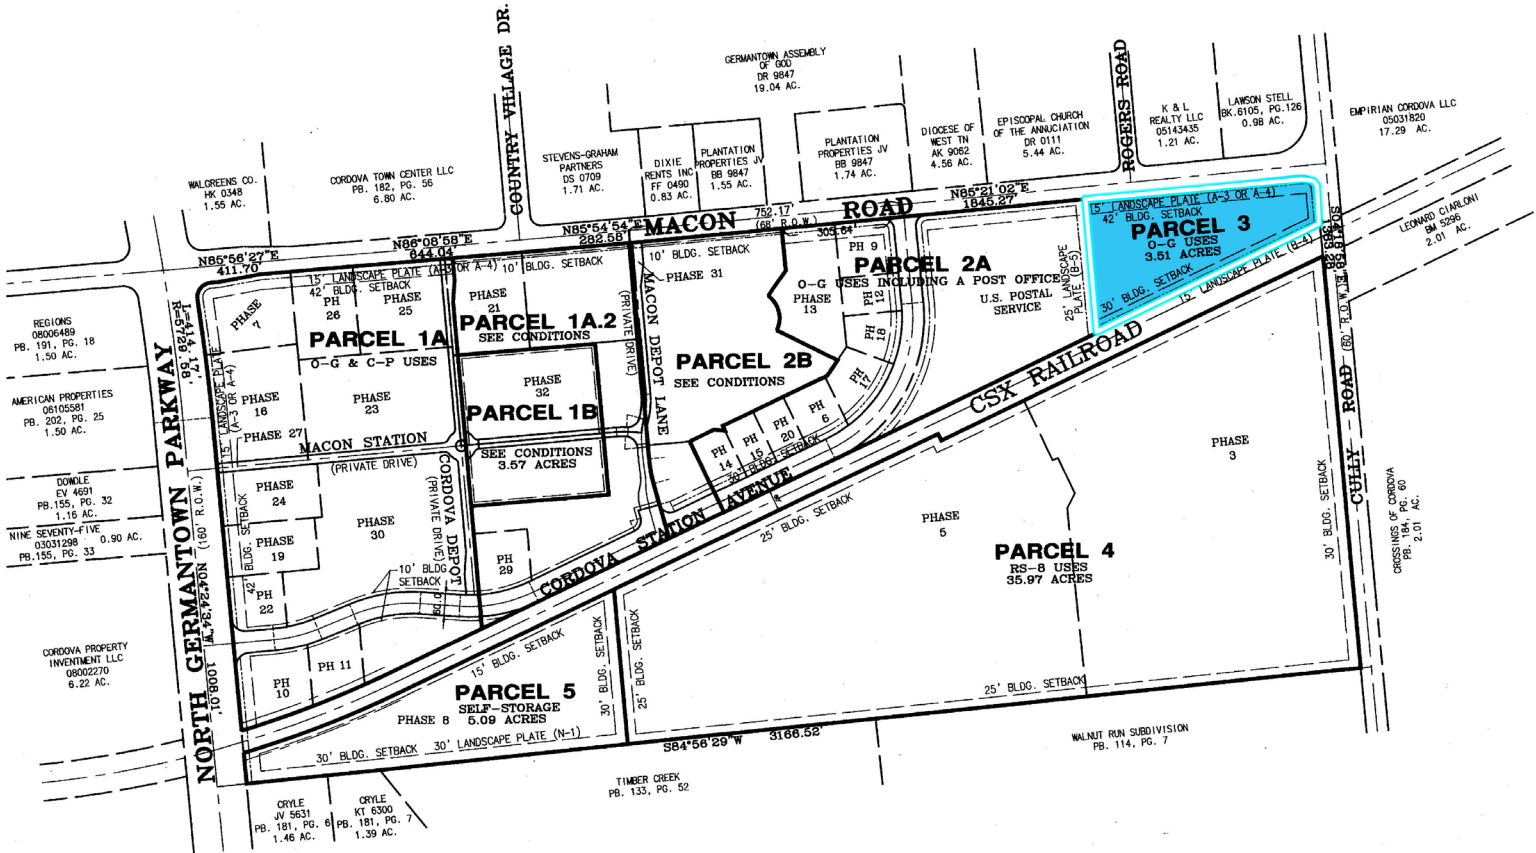 COUNTRY VILLAGE DR.
GERMANTOWN ASSEMBLY
OF GOD
DR 9847
19.04 AC.
WALGREENS CO.
HK 0348
1.55 AC.
CORDOVA TOWN CENTER LLC
PB. 182, PG. 56
6.80 AC.
STEVENS-GRAHAM
PARTNERS
DS 0709
1.71 AC.
DIXIE
RENTS INC
FF 0490
0.83 AC.
PLANTATION
PROPERTIES JV
BB 9847
1.55 AC.
PLANTATION
PROPERTIES JV
BB 9847
1.74 AC.
DIOCESE OF
WEST TN
AK 9062
4.56 AC.
EPISCOPAL CHURCH
OF THE ANNUCIATION
DR 0111
5.44 AC.
ROGERS ROAD
K & L
REALTY LLC
05143435
1.21 AC.
LAWSON STELL
BK.6105, PG.126
0.98 AC.
EMPIRIAN CORDOVA LLC
05031820
17.29 AC.
LEONARD CIARLONI
BM 5296
2.01 AC.
N85°56'27"E
411.70'
N86°08'58"E
644.04'
N85°54'54"E
282.58'
MACON ROAD
752.17'
(68' R.O.W.)
305.64'
N85°21'02"E
1845.27'
REGIONS
08006489
PB. 191, PG. 18
1.50 AC.
AMERICAN PROPERTIES
06105581
PB. 202, PG. 25
1.50 AC.
DOWDLE
EV 4691
PB.155, PG. 32
1.16 AC.
NINE SEVENTY-FIVE
03031298
PB.155, PG. 33
0.90 AC.
CORDOVA PROPERTY
INVENTMENT LLC
08002270
6.22 AC.
NORTH GERMANTOWN PARKWAY
(160' R.O.W.)
N04°24'34"W 1008.01'
L=414.17'
R=5729.58
15' LANDSCAPE PLATE (A-3 OR A-4)
42' BLDG. SETBACK
15' LANDSCAPE PLATE
(A-3 OR A-4)
42' BLDG. SETBACK
PHASE
7
PH
26
PHASE
25
PARCEL 1A
O-G & C-P USES
PHASE
16
PHASE
23
PHASE 27
MACON STATION
(PRIVATE DRIVE)
PHASE
24
PHASE
19
PHASE
30
PH
22
10' BLDG
SETBACK
PH
10
PH 11
CORDOVA DEPOT
(PRIVATE DRIVE)
10' BLDG. SETBACK
PHASE
21
PARCEL 1A.2
SEE CONDITIONS
PHASE
32
PARCEL 1B
SEE CONDITIONS
3.57 ACRES
PH
29
MACON DEPOT LANE
(PRIVATE DRIVE)
10' BLDG. SETBACK
PHASE 31
PARCEL 2B
SEE CONDITIONS
PH 9
PARCEL 2A
O-G USES INCLUDING A POST OFFICE
U.S. POSTAL
SERVICE
PHASE
13
PH
12
PH
18
PH
17
PH
6
PH
20
PH
15
PH
14
30' BLDG. SETBACK
CORDOVA STATION AVENUE
25' LANDSCAPE
PLATE (B-5)
5' LANDSCAPE PLATE (A-3 OR A-4)
42' BLDG. SETBACK
PARCEL 3
O-G USES
3.51 ACRES
30' BLDG. SETBACK
15' LANDSCAPE PLATE (B-4)
CSX RAILROAD
CULLY ROAD (60' R.O.W.)
25' BLDG. SETBACK
PHASE
5
PHASE
3
PARCEL 4
RS-8 USES
35.97 ACRES
30' BLDG. SETBACK
25' BLDG. SETBACK
25' BLDG. SETBACK
CROSSINGS OF CORDOVA
PB. 184, PG. 60
2.01 AC.
15' BLDG. SETBACK
PARCEL 5
SELF-STORAGE
PHASE 8
5.09 ACRES
30' BLDG. SETBACK
30' BLDG. SETBACK
30' LANDSCAPE PLATE (N-1)
S84°56'29"W
3166.52'
TIMBER CREEK
PB. 133, PG. 52
WALNUT RUN SUBDIVISION
PB. 114, PG. 7
CRYLE
JV 5631
PB. 181, PG. 6
1.46 AC.
CRYLE
KT 6300
PB. 181, PG. 7
1.39 AC.